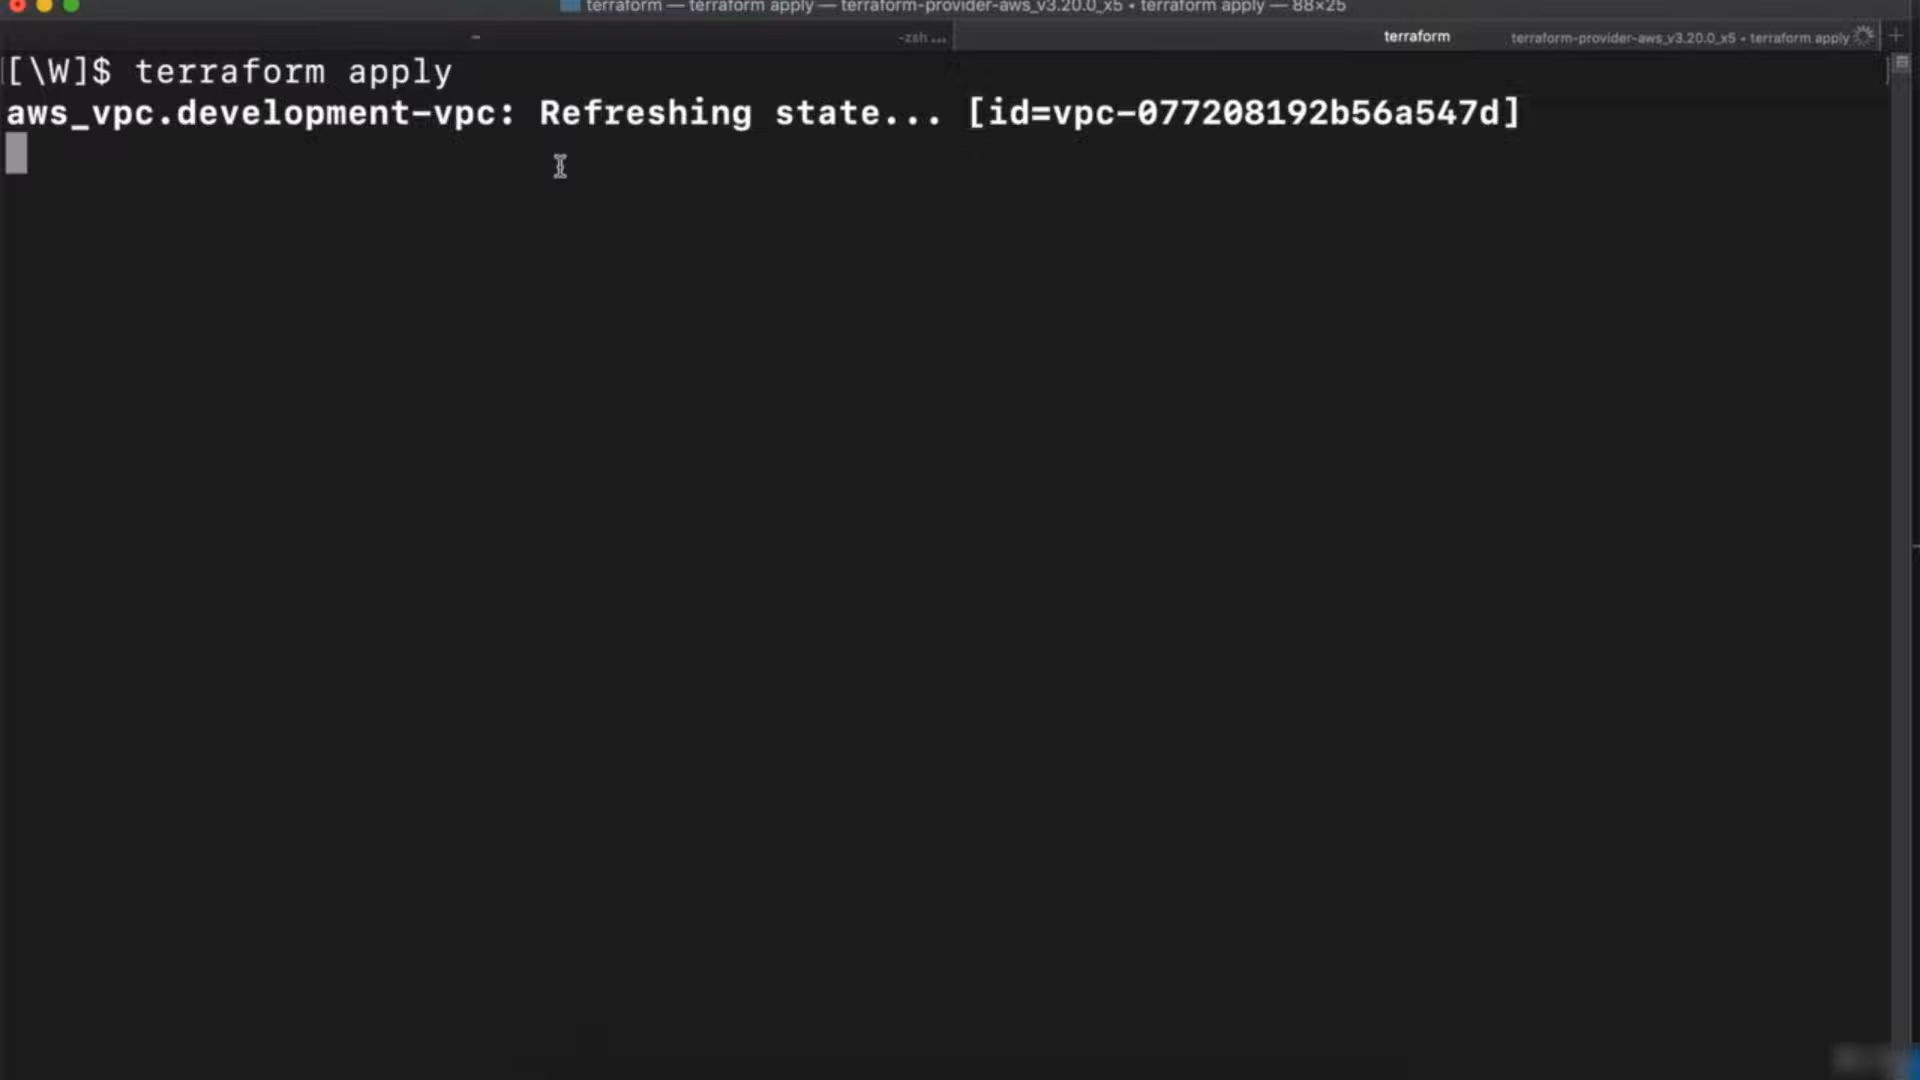 terraform — terraform apply — terraform-provider-aws_v3.20.0_x5 • terraform apply — 88×25
~
-zsh ...
terraform
terraform-provider-aws_v3.20.0_x5 • terraform apply
+
[\W]$ terraform apply
aws_vpc.development-vpc: Refreshing state... [id=vpc-077208192b56a547d]